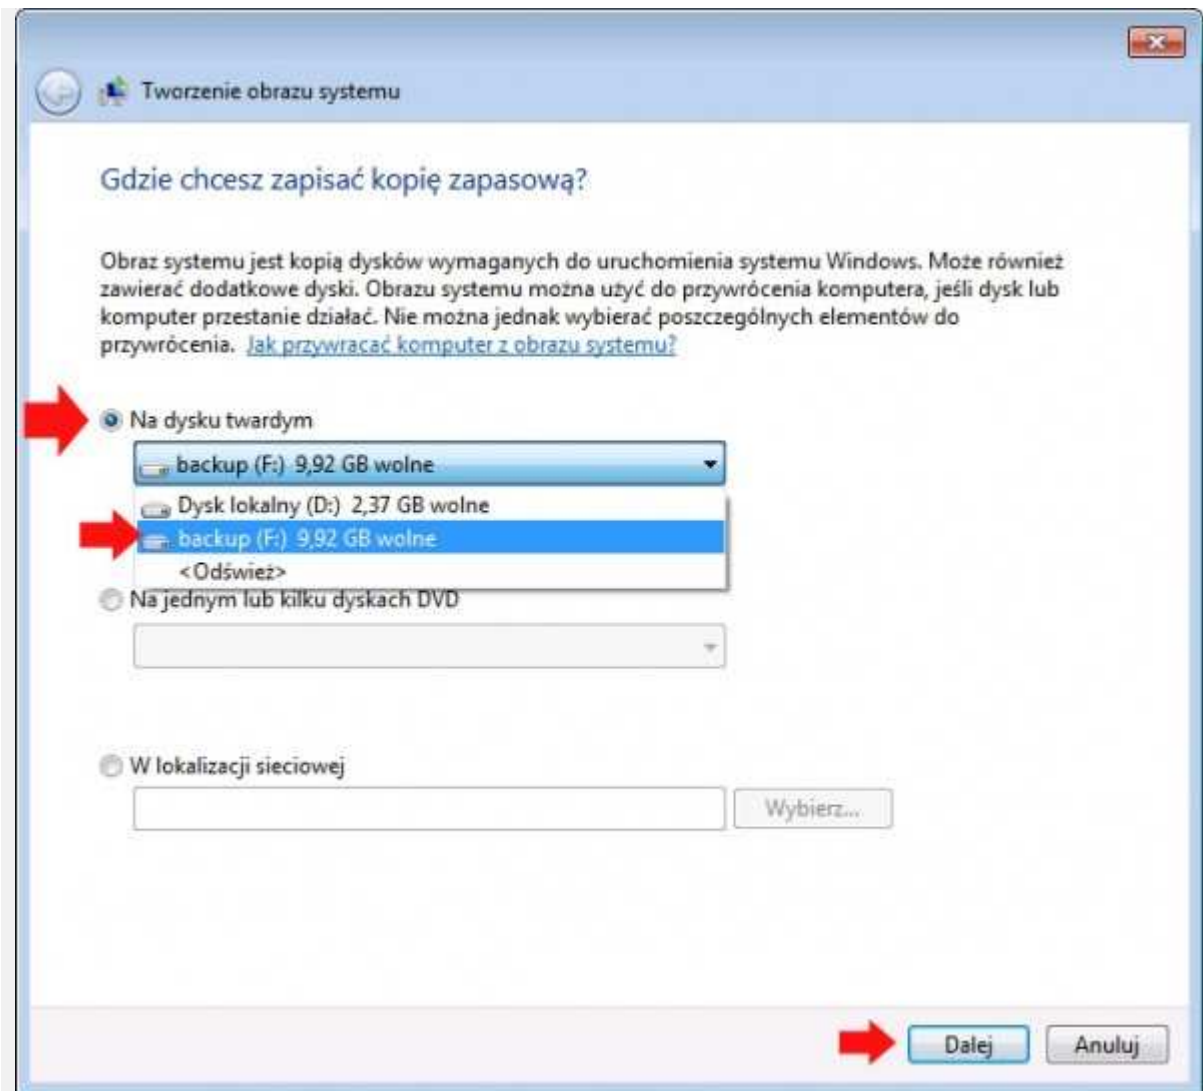 Tworzenie obrazu systemu
Gdzie chcesz zapisać kopię zapasową?
Obraz systemu jest kopią dysków wymaganych do uruchomienia systemu Windows. Może również
zawierać dodatkowe dyski. Obrazu systemu można użyć do przywrócenia komputera, jeśli dysk lub
komputer przestanie działać. Nie można jednak wybierać poszczególnych elementów do
przywrócenia. Jak przywracać komputer z obrazu systemu?
Na dysku twardym
backup (F:) 9,92 GB wolne
Dysk lokalny (D:) 2,37 GB wolne
backup (F:) 9,92 GB wolne
<Odśwież>
Na jednym lub kilku dyskach DVD
W lokalizacji sieciowej
Wybierz...
Dalej Anuluj